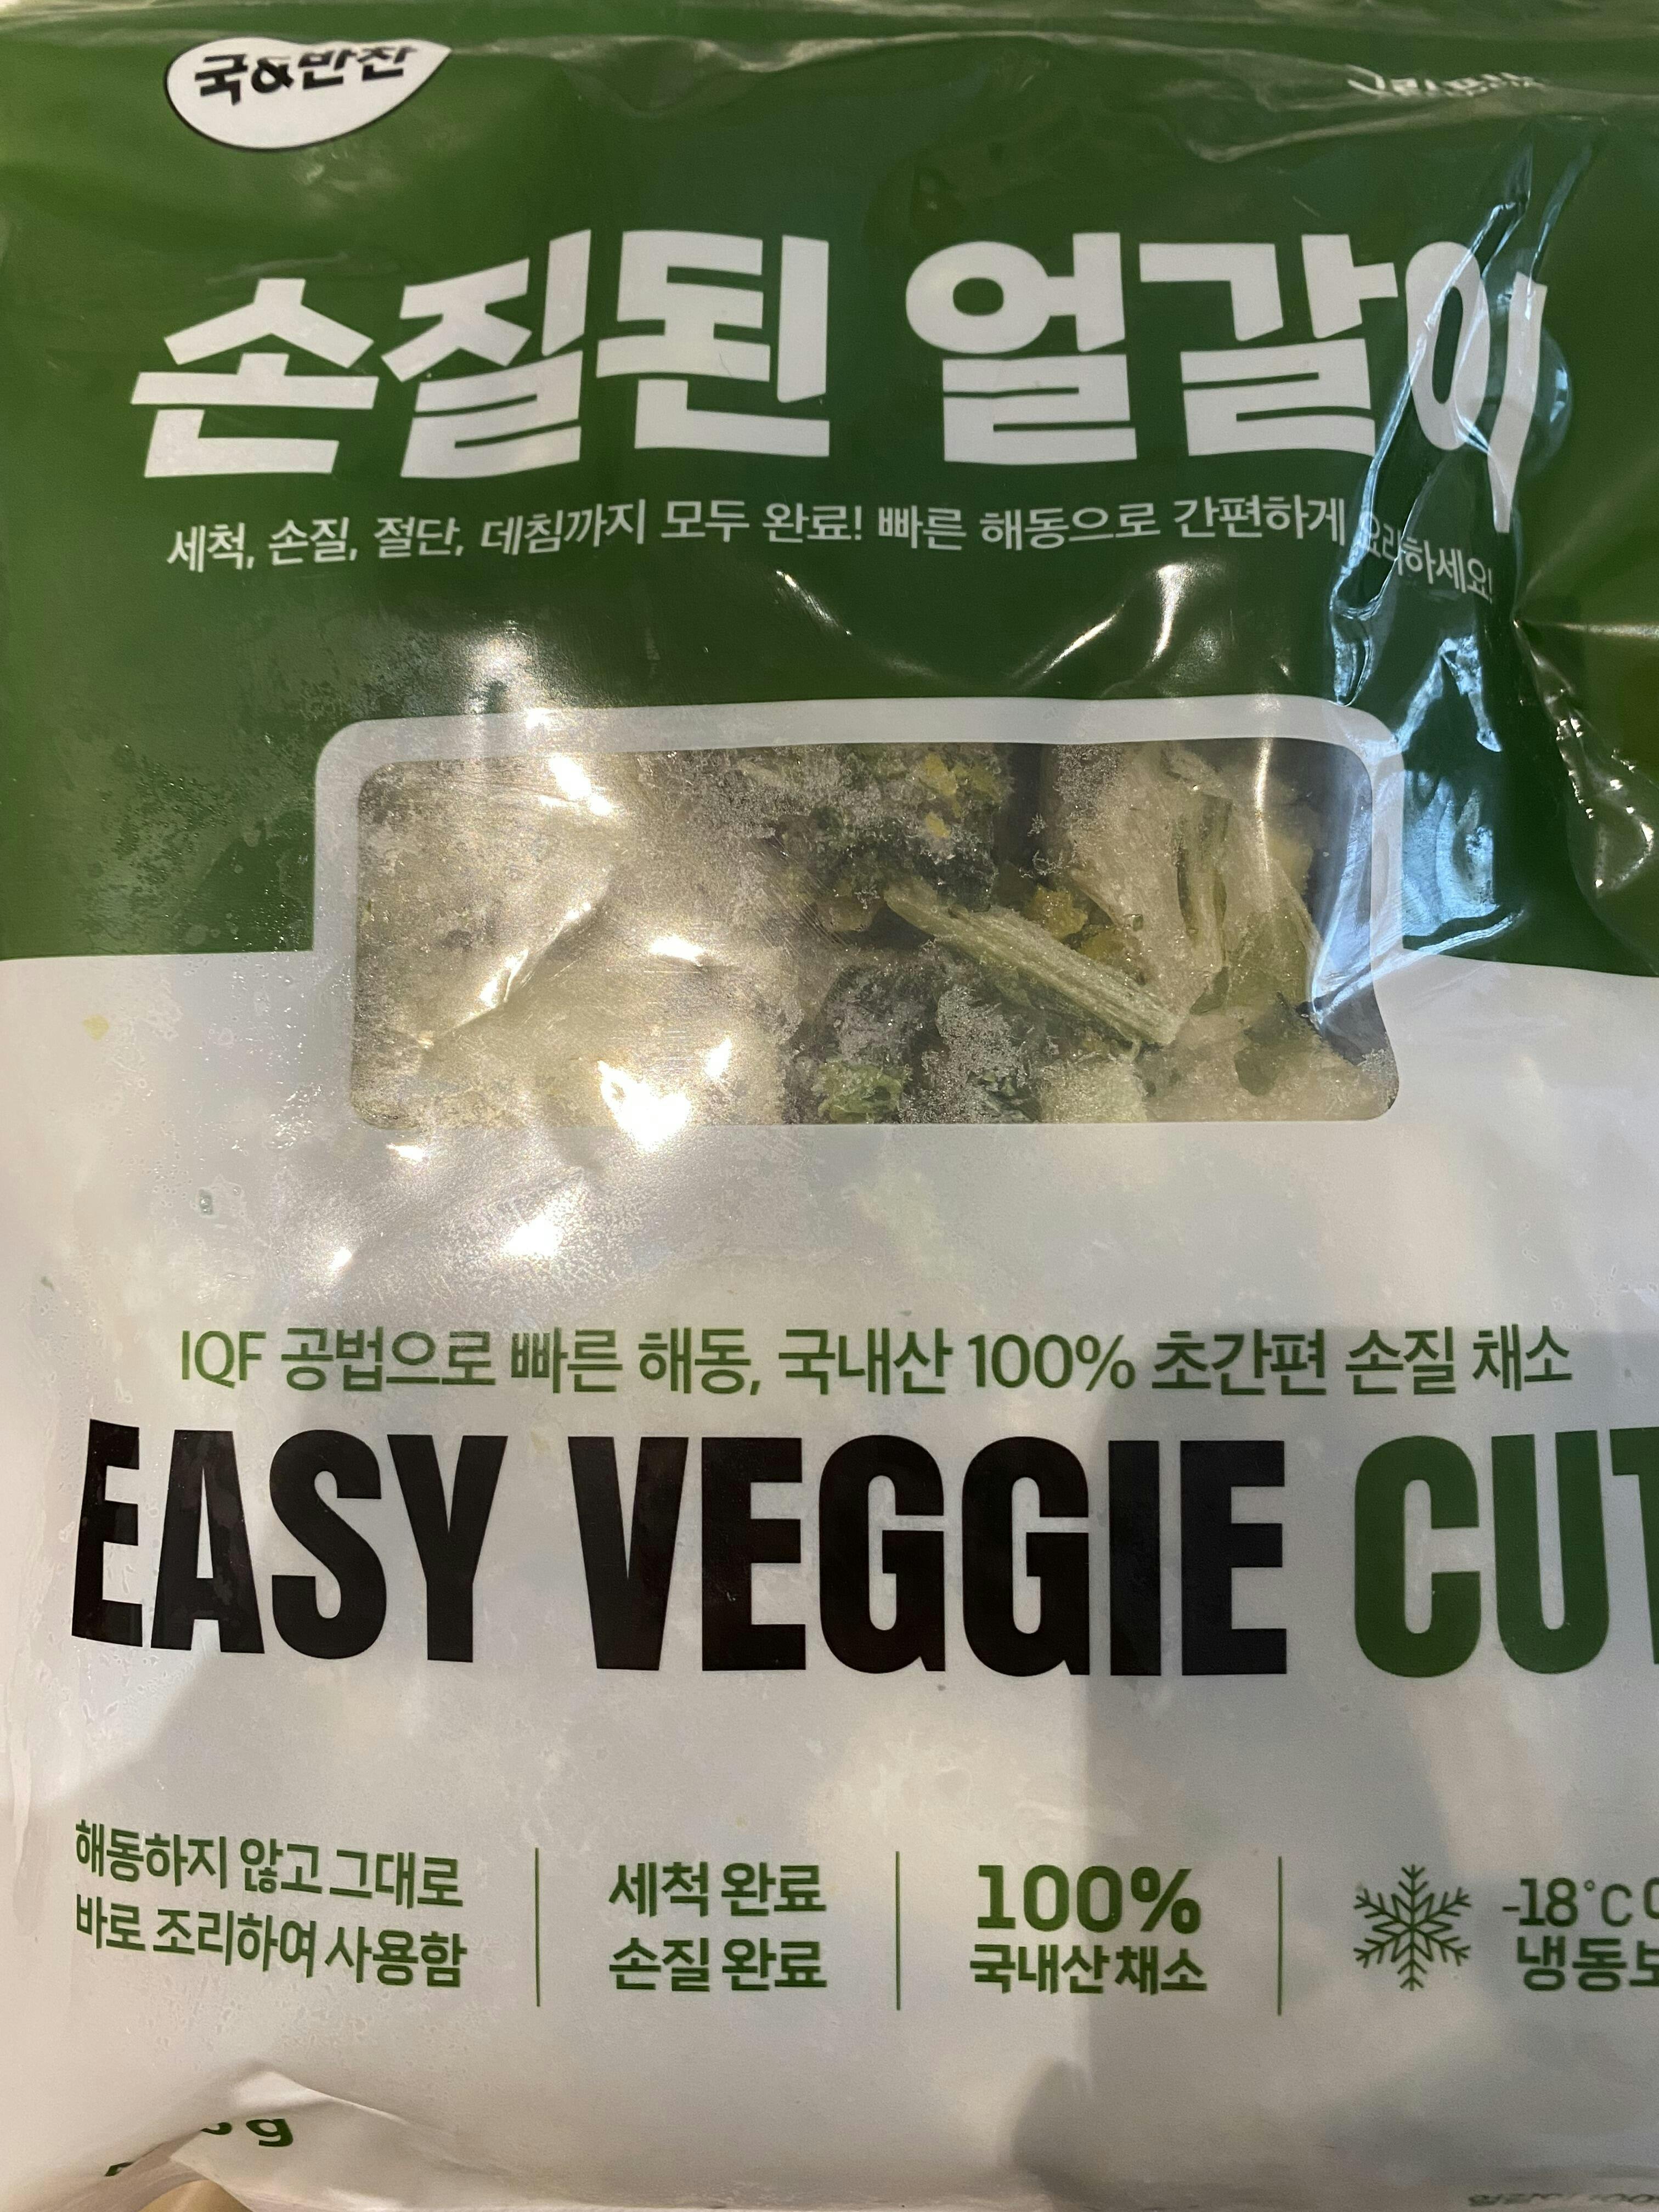 국&반찬
손질된 얼갈이
세척, 손질, 절단, 데침까지 모두 완료! 빠른 해동으로 간편하게 요리하세요!
IQF 공법으로 빠른 해동, 국내산 100% 초간편 손질 채소
EASY VEGGIE CUT
해동하지 않고 그대로
바로 조리하여 사용함
세척 완료
손질 완료
100%
국내산 채소
-18°C
냉동
g